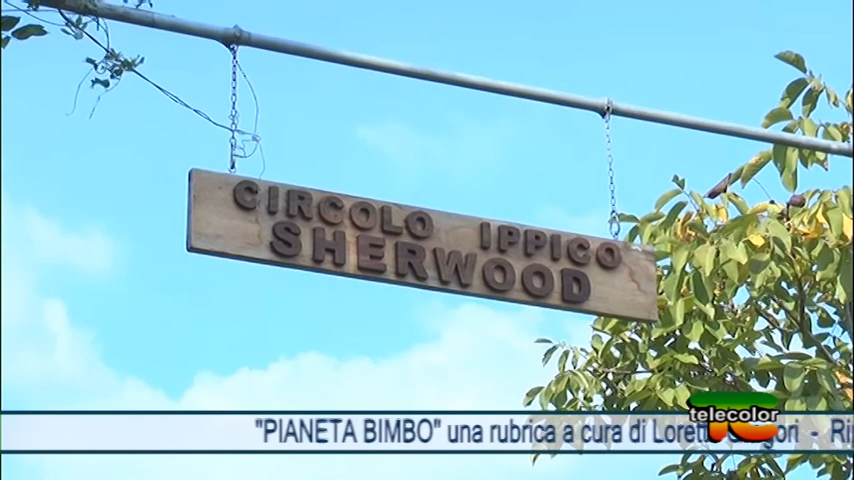 CIRCOLO IPPICO
SHERWOOD
telecolor
"PIANETA BIMBO" una rubrica a cura di